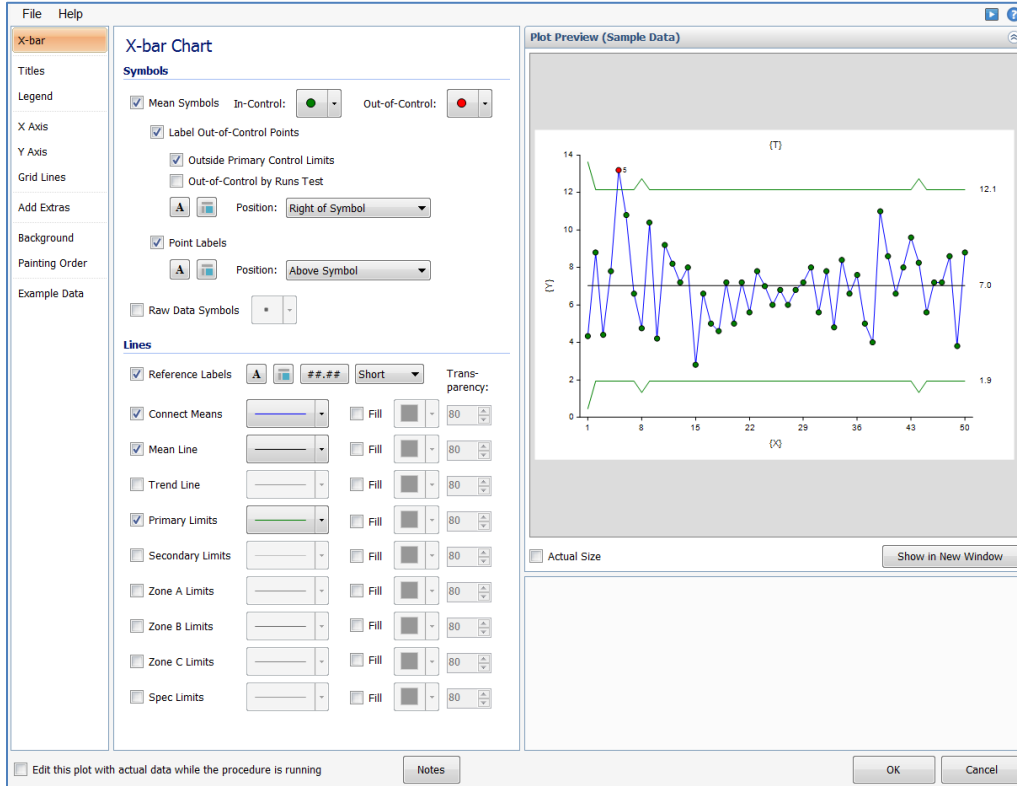 File Help
X-bar
Titles
Legend
X Axis
Y Axis
Grid Lines
Add Extras
Background
Painting Order
Example Data
X-bar Chart
Symbols
Mean Symbols In-Control: Out-of-Control:
Label Out-of-Control Points
Outside Primary Control Limits
Out-of-Control by Runs Test
A Position: Right of Symbol
Point Labels
A Position: Above Symbol
Raw Data Symbols
Lines
Reference Labels A ##.## Short Trans-
parency:
Connect Means Fill 80
Mean Line Fill 80
Trend Line Fill 80
Primary Limits Fill 80
Secondary Limits Fill 80
Zone A Limits Fill 80
Zone B Limits Fill 80
Zone C Limits Fill 80
Spec Limits Fill 80
Plot Preview (Sample Data)
{T}
14
12
10
8
6
4
2
0
{Y}
5
12.1
7.0
1.9
1 8 15 22 29 36 43 50
{X}
Actual Size Show in New Window
Edit this plot with actual data while the procedure is running Notes OK Cancel